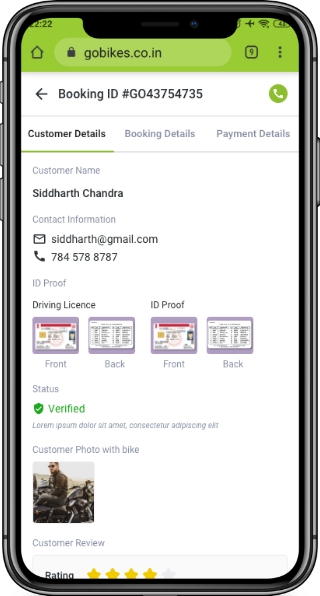 22:22
gobikes.co.in
9
Booking ID #GO43754735
Customer Details Booking Details Payment Details
Customer Name
Siddharth Chandra
Contact Information
siddharth@gmail.com
784 578 8787
ID Proof
Driving Licence ID Proof
Front Back Front Back
Status
Verified
Lorem ipsum dolor sit amet, consectetur adipiscing elit
Customer Photo with bike
Customer Review
Rating